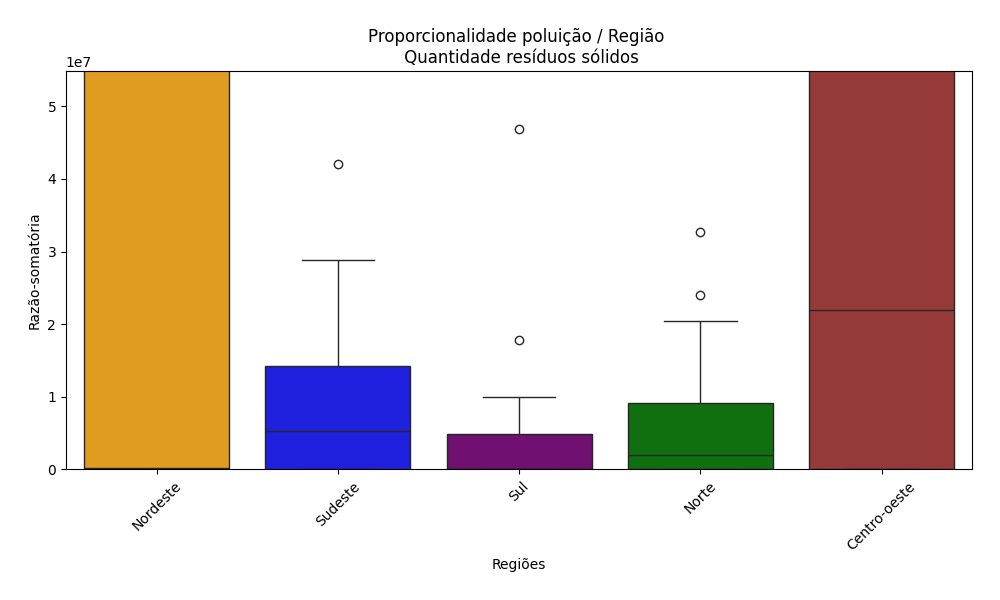 Proporcionalidade poluição / Região
Quantidade resíduos sólidos
1e7
5
4
3
2
1
0
Razão-somatória
Nordeste
Sudeste
Sul
Norte
Centro-oeste
Regiões